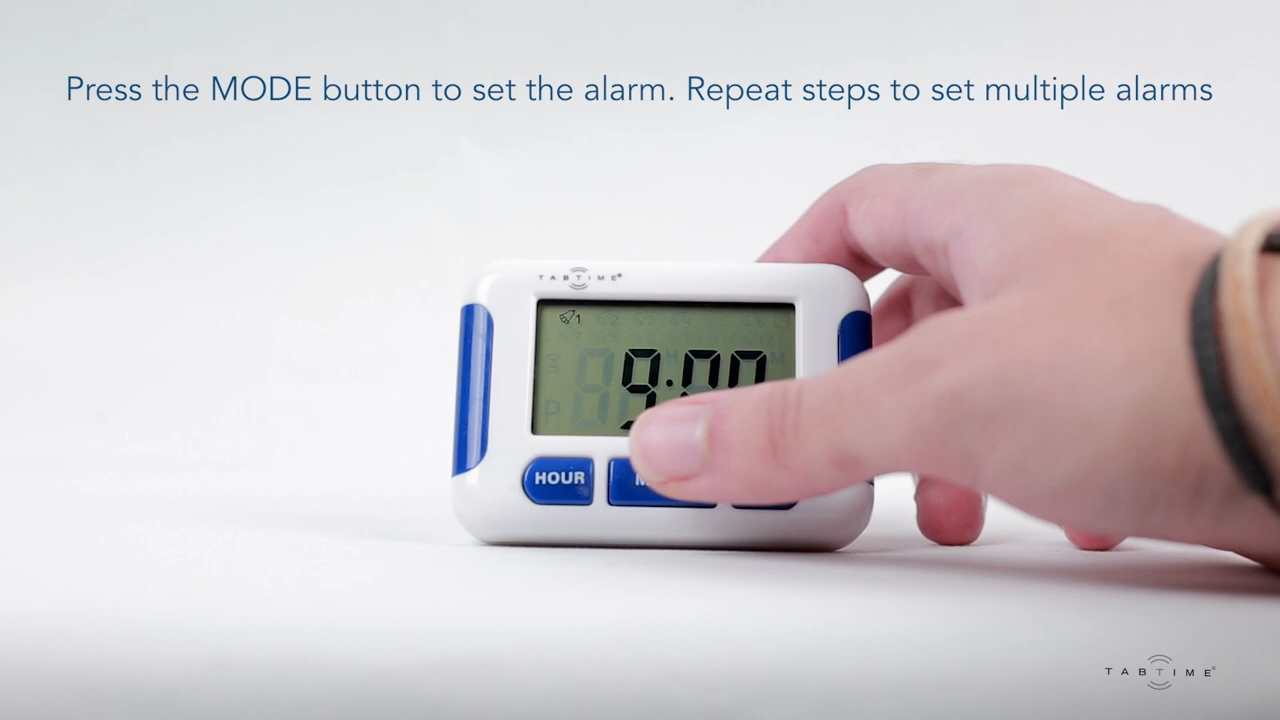 Press the MODE button to set the alarm. Repeat steps to set multiple alarms
TABTIME®
1
9:00
HOUR
TABTIME®